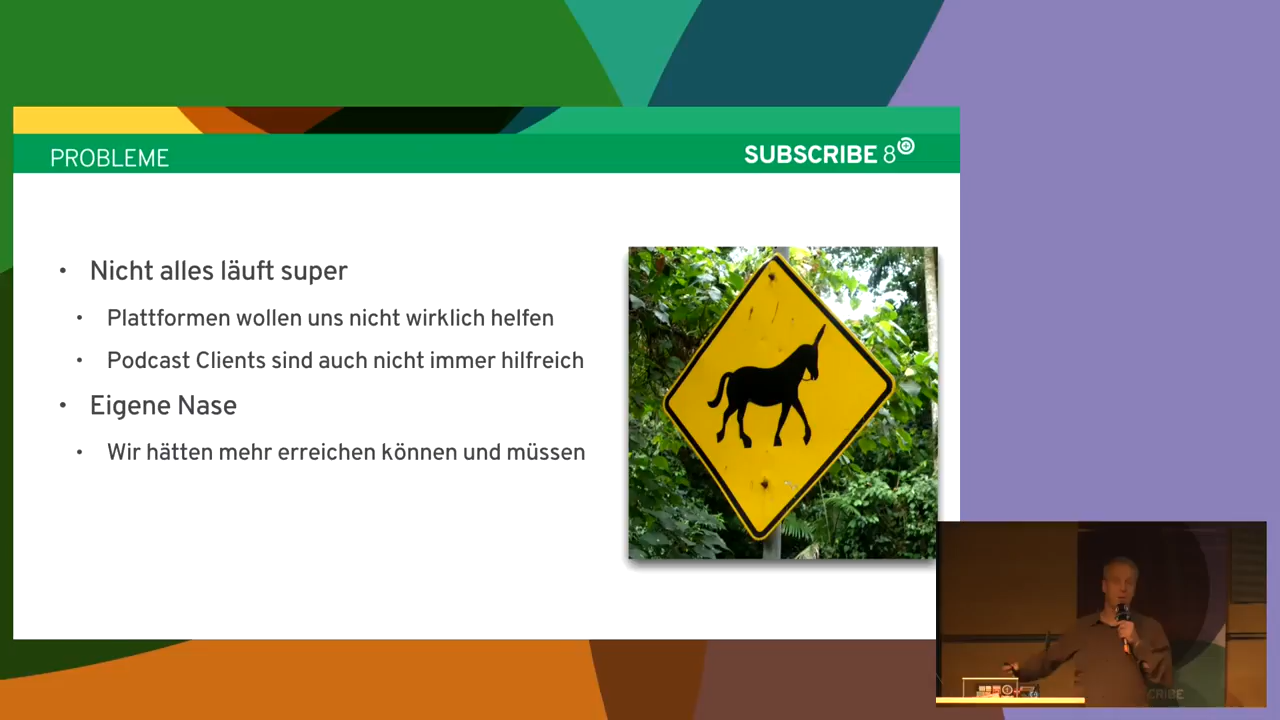 PROBLEME
SUBSCRIBE 8
Nicht alles läuft super
Plattformen wollen uns nicht wirklich helfen
Podcast Clients sind auch nicht immer hilfreich
Eigene Nase
Wir hätten mehr erreichen können und müssen
CRIBE